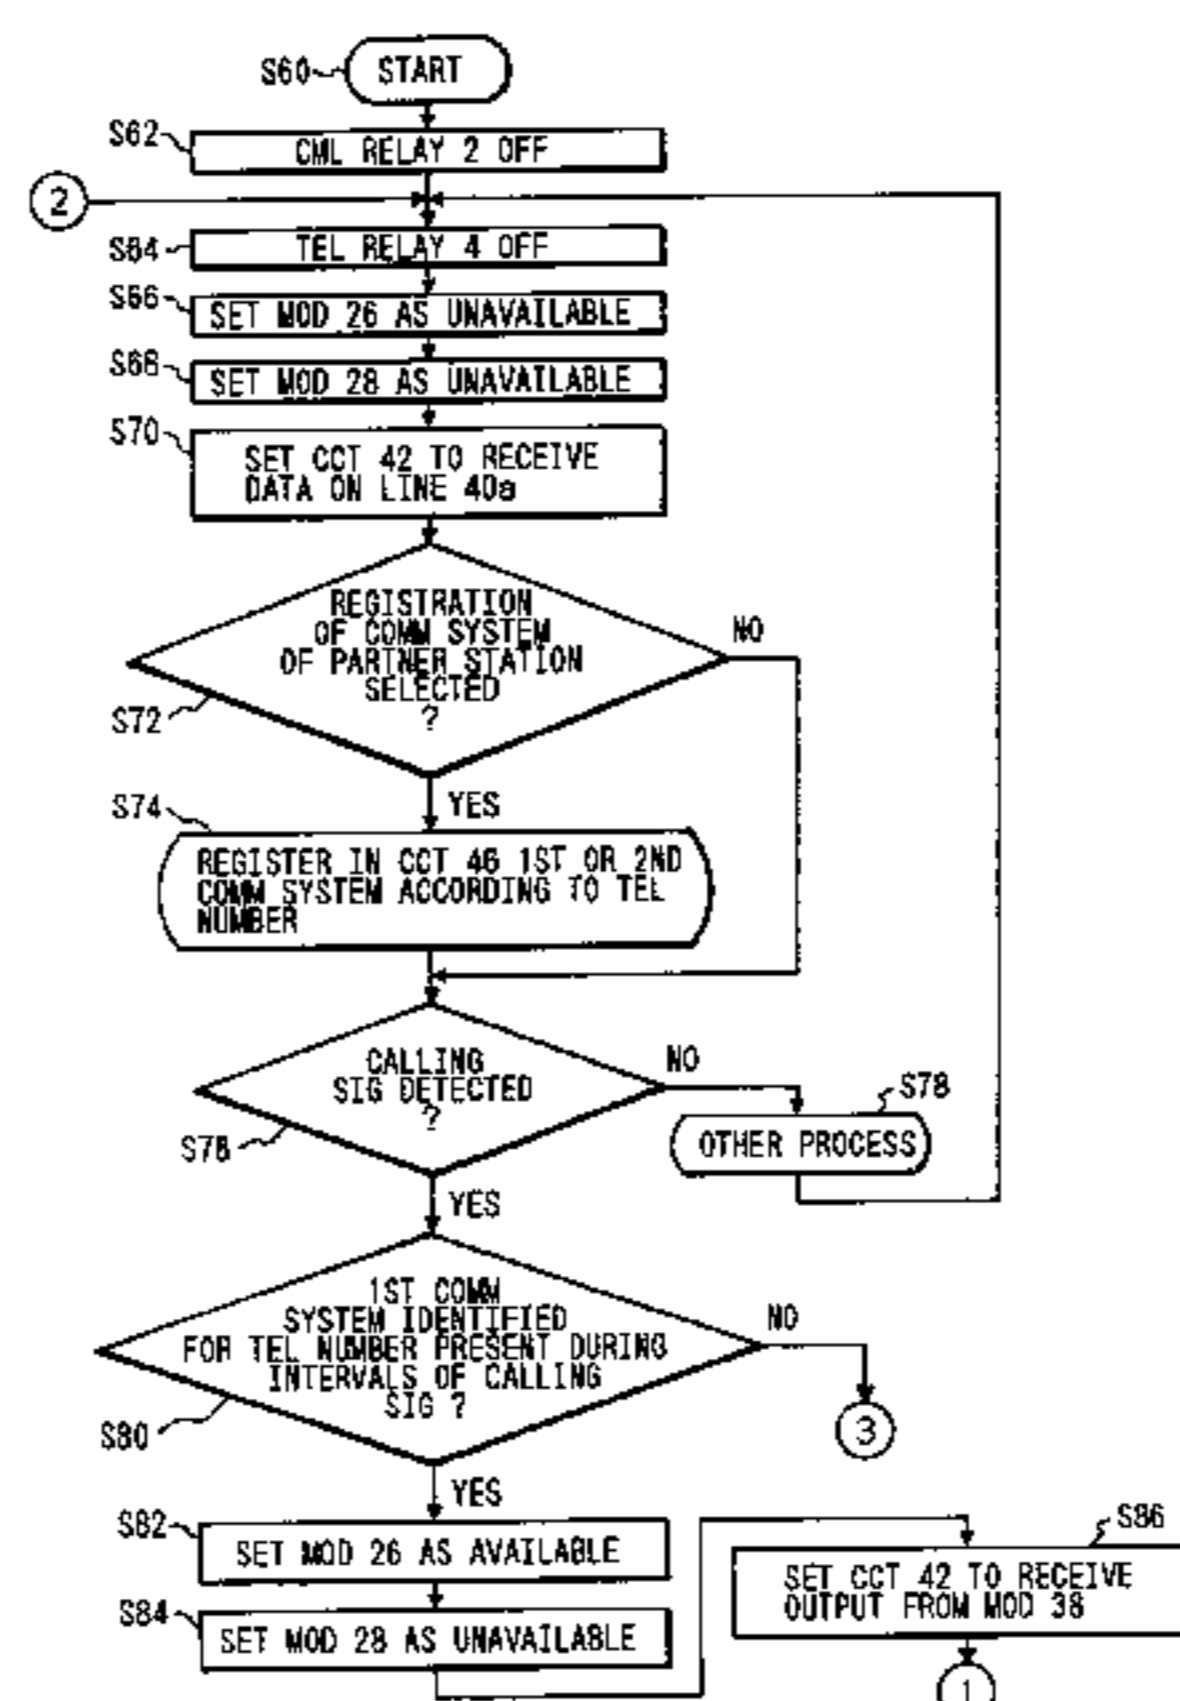 S60 START
S62
CML RELAY 2 OFF
2
S64
TEL RELAY 4 OFF
S66
SET MOD 26 AS UNAVAILABLE
S68
SET MOD 28 AS UNAVAILABLE
S70
SET CCT 42 TO RECEIVE
DATA ON LINE 40a
REGISTRATION
OF COMM SYSTEM
OF PARTNER STATION
SELECTED
?
NO
S72
YES
S74
REGISTER IN CCT 46 1ST OR 2ND
COMM SYSTEM ACCORDING TO TEL
NUMBER
CALLING
SIG DETECTED
?
NO
S76
S78
OTHER PROCESS
YES
1ST COMM
SYSTEM IDENTIFIED
FOR TEL NUMBER PRESENT DURING
INTERVALS OF CALLING
SIG ?
NO
S80
3
YES
S82
SET MOD 26 AS AVAILABLE
S84
SET MOD 28 AS UNAVAILABLE
S86
SET CCT 42 TO RECEIVE
OUTPUT FROM MOD 38
1